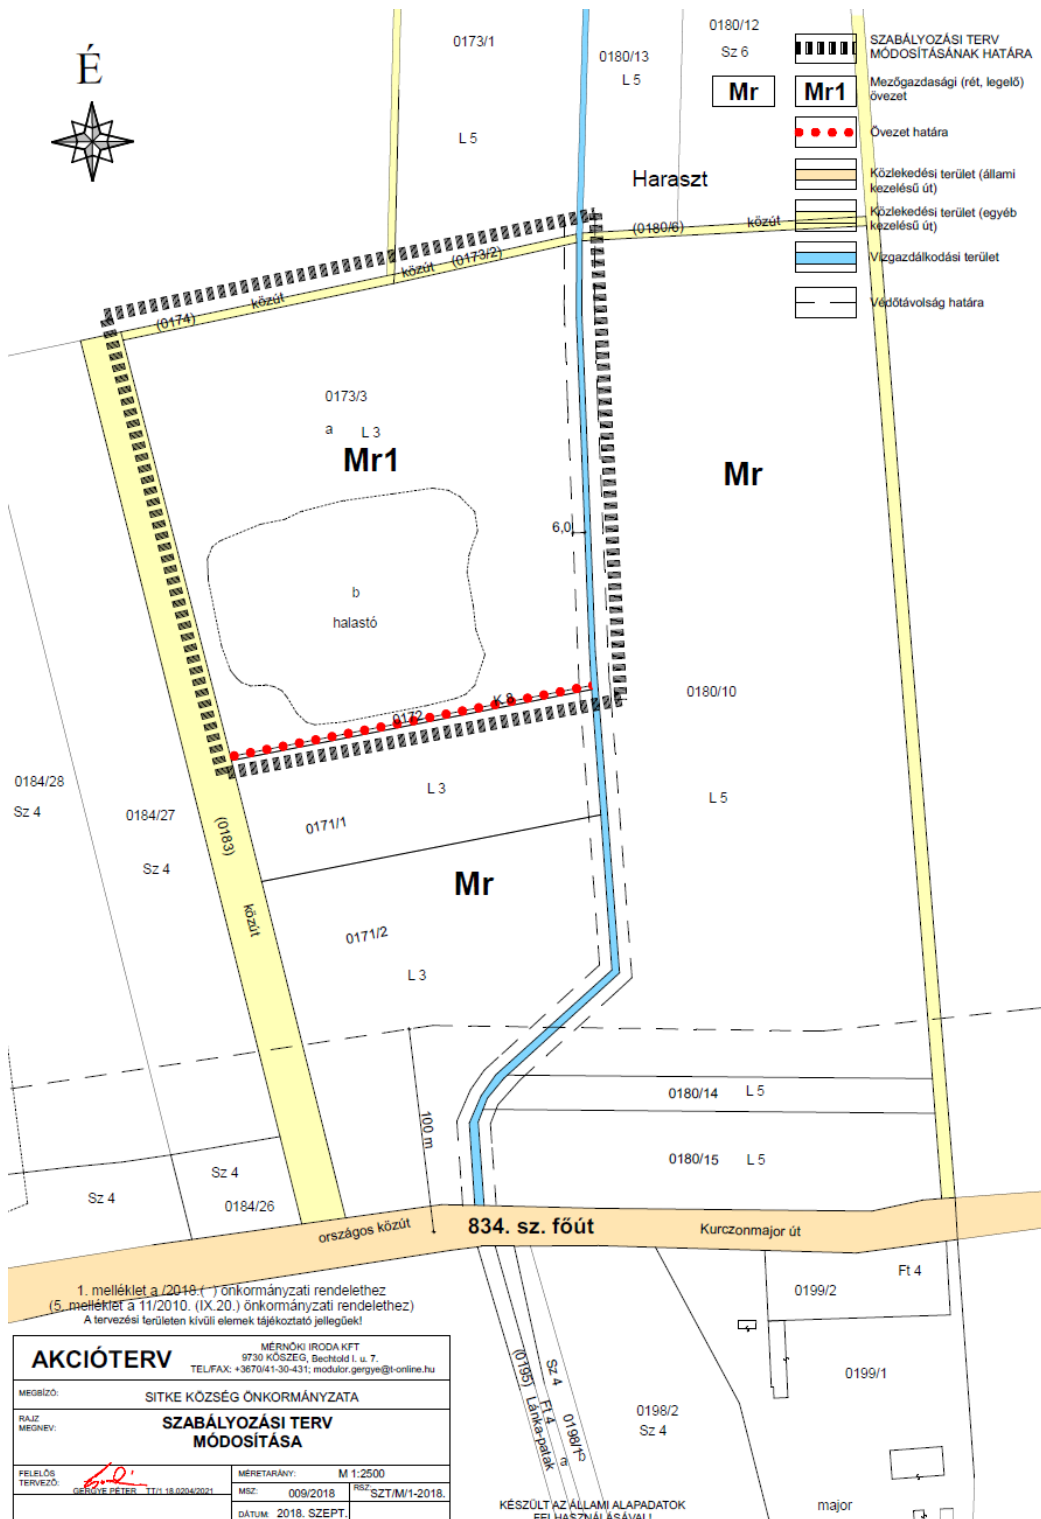 É
0173/1
0180/12
0180/13
Sz 6
L 5
L 5
Haraszt
Mr
Mr1
SZABÁLYOZÁSI TERV
MÓDOSÍTÁSÁNAK HATÁRA
Mezőgazdasági (rét, legelő)
övezet
Övezet határa
Közlekedési terület (állami
kezelésű út)
Közlekedési terület (egyéb
kezelésű út)
Vízgazdálkodási terület
Védőtávolság határa
(0180/6)
közút
(0173/2)
közút
közút
(0174)
0173/3
a
L 3
Mr1
Mr
6,0
b
halastó
0180/10
K 8
0172
L 5
L 3
0184/28
Sz 4
0184/27
Sz 4
(0183)
közút
0171/1
Mr
0171/2
L 3
0180/14
L 5
100 m
0180/15
L 5
Sz 4
Sz 4
0184/26
országos közút
834. sz. főút
Kurczonmajor út
Ft 4
0199/2
0199/1
0198/2
Sz 4
(0195)
Lánka-patak
Sz 4
Ft 4
0198/1
a
major
1. melléklet a /2018.( ) önkormányzati rendelethez
(5. melléklet a 11/2010. (IX.20.) önkormányzati rendelethez)
A tervezési területen kívüli elemek tájékoztató jellegűek!
AKCIÓTERV
MÉRNÖKI IRODA KFT
9730 KŐSZEG, Bechtold I. u. 7.
TEL/FAX: +3670/41-30-431; modulor.gergye@t-online.hu
MEGBÍZÓ:
SITKE KÖZSÉG ÖNKORMÁNYZATA
RAJZ
MEGNEV:
SZABÁLYOZÁSI TERV
MÓDOSÍTÁSA
FELELŐS
TERVEZŐ:
GERGYE PÉTER TT/1 18.0204/2021
MÉRETARÁNY: M 1:2500
MSZ: 009/2018
RSZ: SZT/M/1-2018.
DÁTUM: 2018. SZEPT.
KÉSZÜLT AZ ÁLLAMI ALAPADATOK
FELHASZNÁLÁSÁVAL!